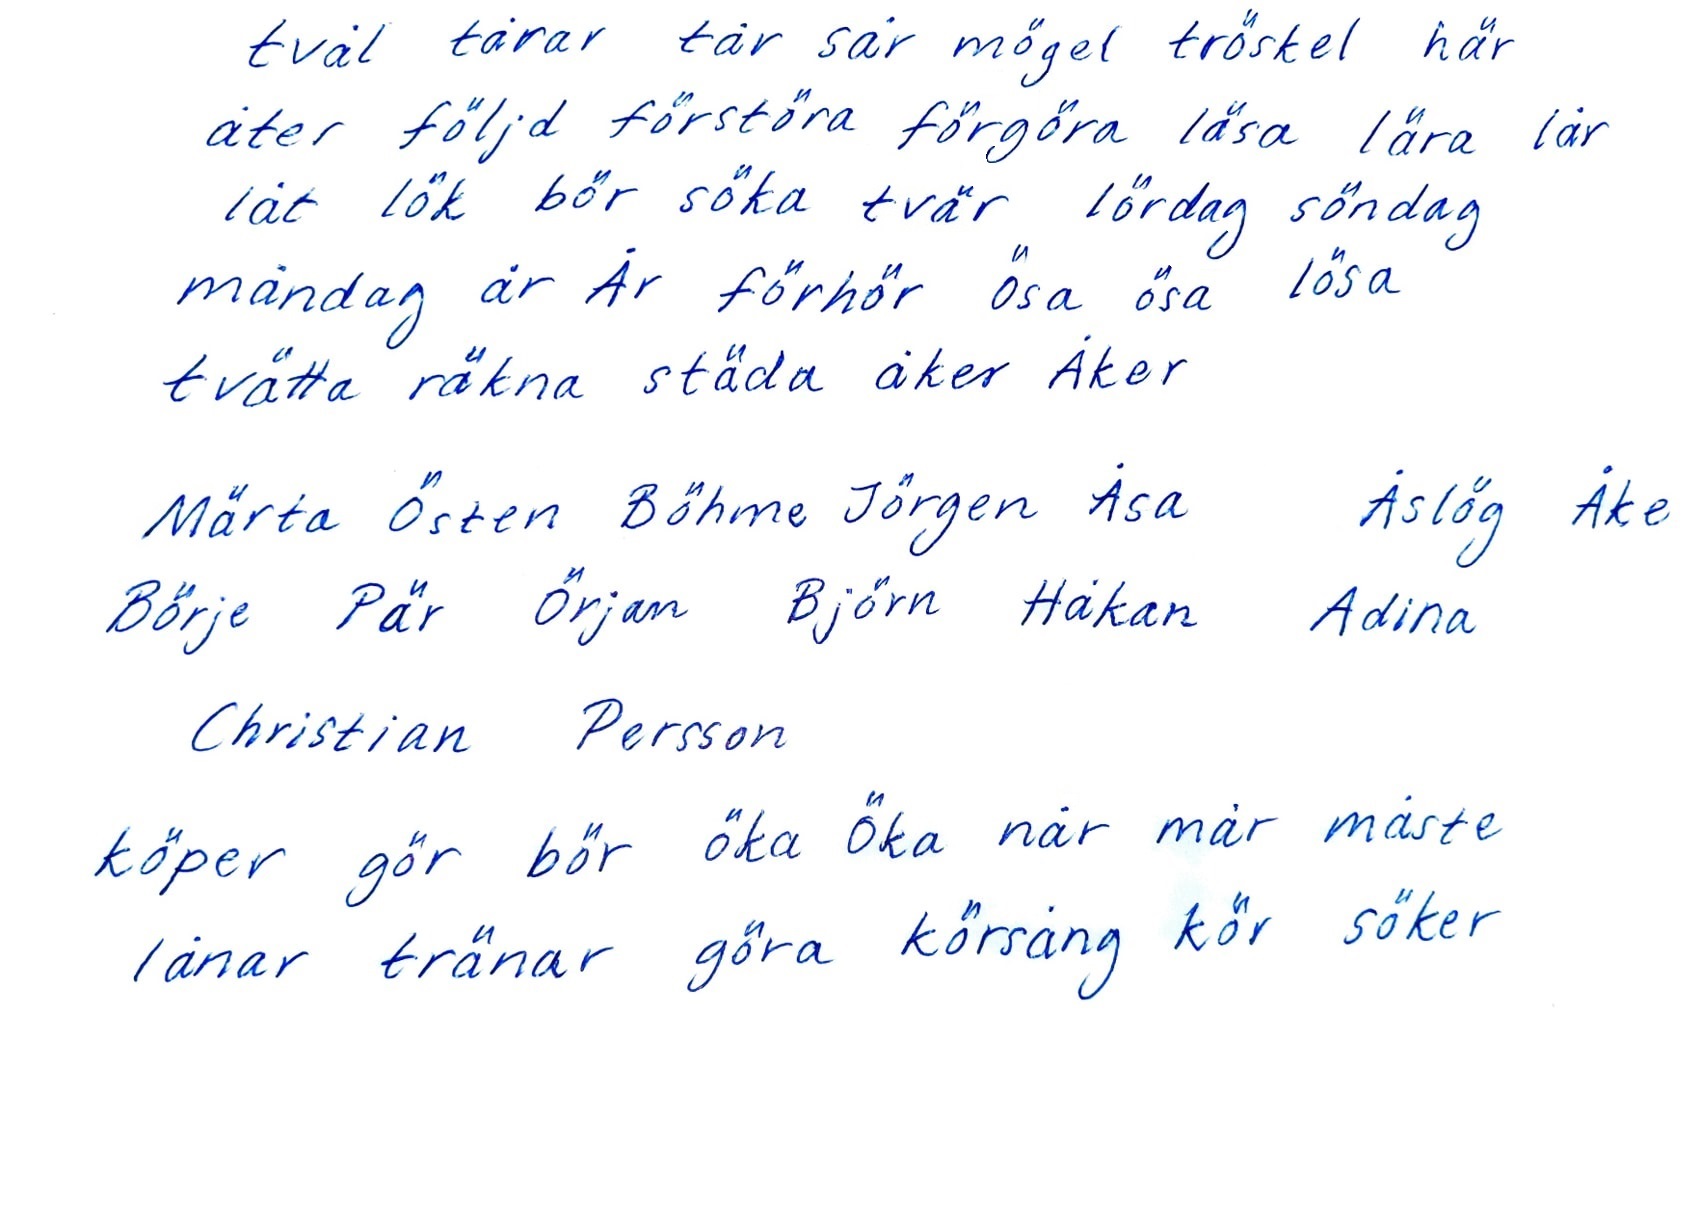 tvål tårar tår sår mögel tröskel här
åter följd förstöra förgöra läsa lära lår
låt lök bör söka tvär lördag söndag
måndag år År förhör Ösa ösa lösa
tvätta räkna städa åker Åker
Märta Östen Böhme Jörgen Åsa Åslög Åke
Börje Pär Örjan Björn Håkan Adina
Christian Persson
köper gör bör öka Öka når mår måste
lånar tränar göra körsång kör söker